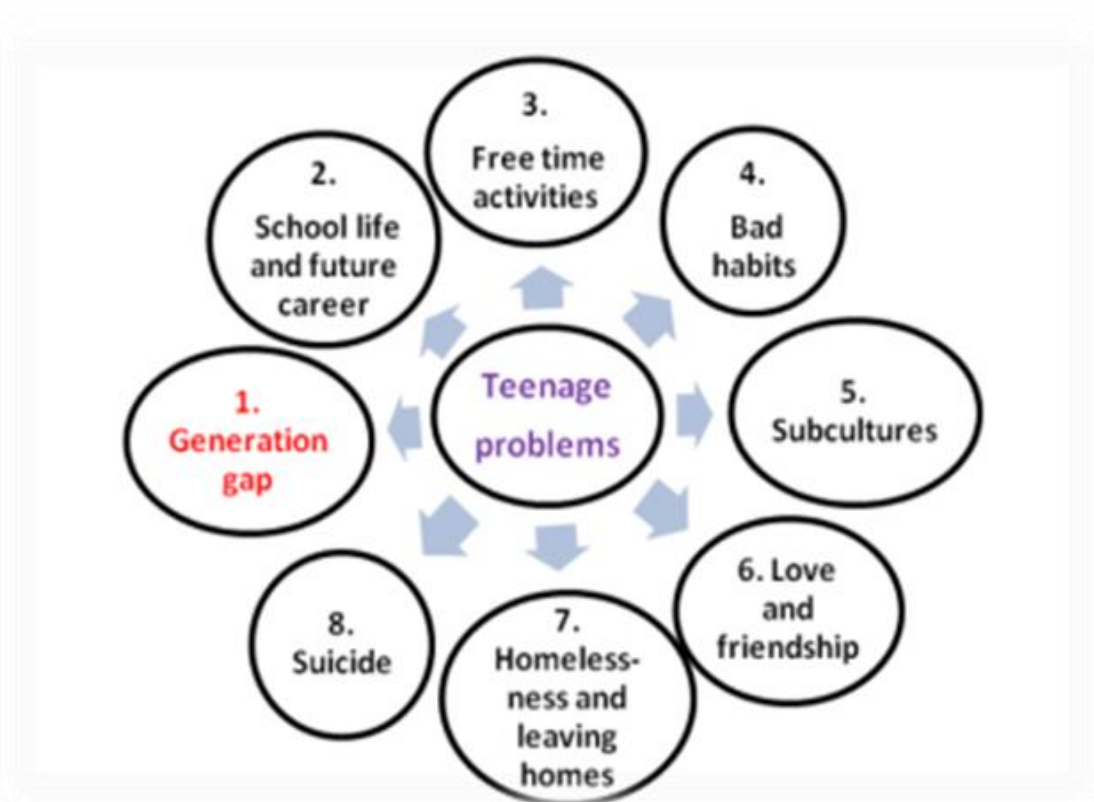 Teenage
problems
1.
Generation
gap
2.
School life
and future
career
3.
Free time
activities
4.
Bad
habits
5.
Subcultures
6. Love
and
friendship
7.
Homeless-
ness and
leaving
homes
8.
Suicide